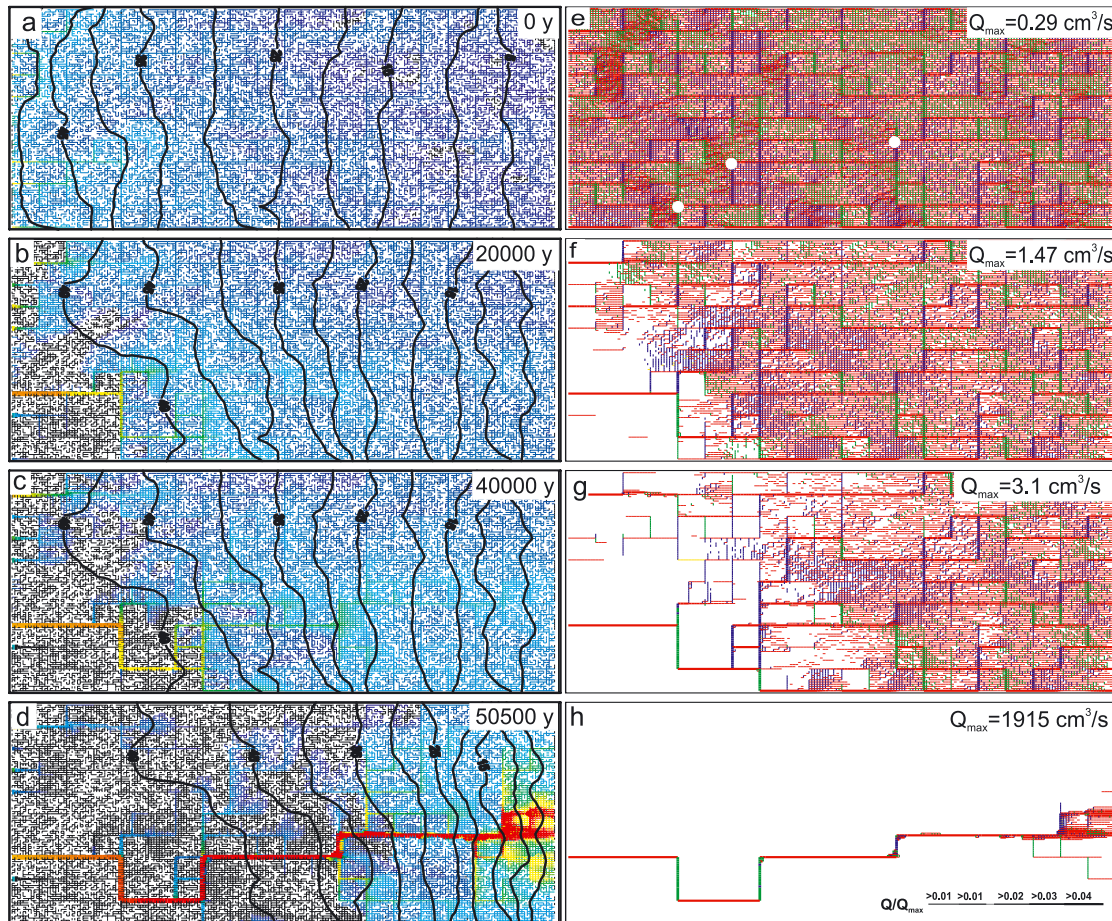 a
0 y
e
Qmax=0.29 cm³/s
b
20000 y
f
Qmax=1.47 cm³/s
c
40000 y
g
Qmax=3.1 cm³/s
d
50500 y
h
Qmax=1915 cm³/s
Q/Qmax
>0.01 >0.01 >0.02 >0.03 >0.04